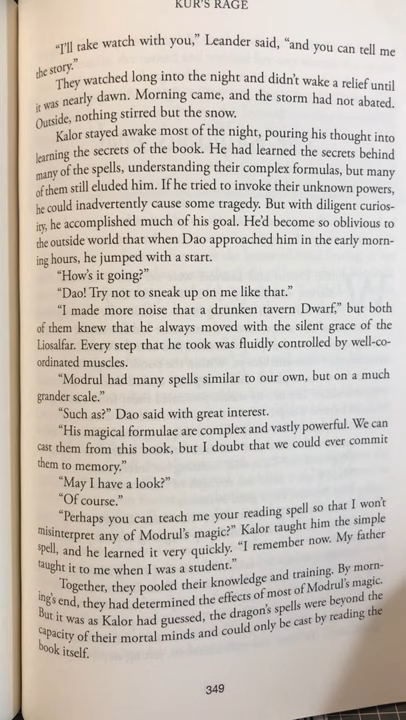 KUR'S RAGE
“I’ll take watch with you,” Leander said, “and you can tell me
the story.”
They watched long into the night and didn’t wake a relief until
it was nearly dawn. Morning came, and the storm had not abated.
Outside, nothing stirred but the snow.
Kalor stayed awake most of the night, pouring his thought into
learning the secrets of the book. He had learned the secrets behind
many of the spells, understanding their complex formulas, but many
of them still eluded him. If he tried to invoke their unknown powers,
he could inadvertently cause some tragedy. But with diligent curios-
ity, he accomplished much of his goal. He’d become so oblivious to
the outside world that when Dao approached him in the early morn-
ing hours, he jumped with a start.
“How’s it going?”
“Dao! Try not to sneak up on me like that.”
“I made more noise that a drunken tavern Dwarf,” but both
of them knew that he always moved with the silent grace of the
Liosalfar. Every step that he took was fluidly controlled by well-co-
ordinated muscles.
“Modrul had many spells similar to our own, but on a much
grander scale.”
“Such as?” Dao said with great interest.
“His magical formulae are complex and vastly powerful. We can
cast them from this book, but I doubt that we could ever commit
them to memory.”
“May I have a look?”
“Of course.”
“Perhaps you can teach me your reading spell so that I won’t
misinterpret any of Modrul’s magic?” Kalor taught him the simple
spell, and he learned it very quickly. “I remember now. My father
taught it to me when I was a student.”
Together, they pooled their knowledge and training. By morn-
ing’s end, they had determined the effects of most of Modrul’s magic.
But it was as Kalor had guessed, the dragon’s spells were beyond the
capacity of their mortal minds and could only be cast by reading the
book itself.
349